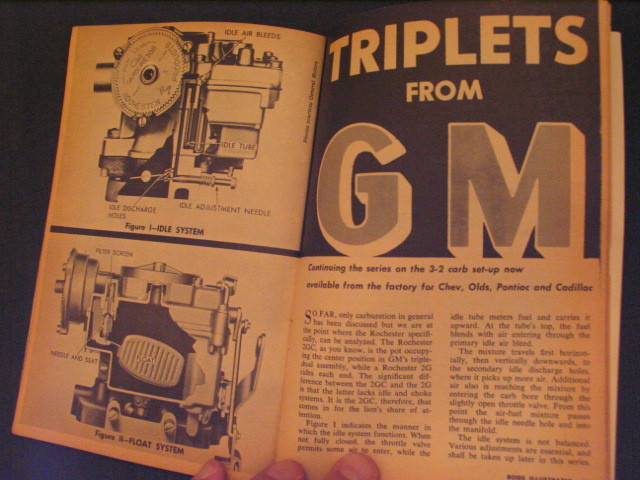 IDLE AIR BLEEDS
ROCHESTER
IDLE TUBE
IDLE DISCHARGE
HOLES
IDLE ADJUSTMENT NEEDLE
Figure I—IDLE SYSTEM
Photos courtesy General Motors
FILTER SCREEN
NEEDLE AND SEAT
FLOAT
Figure II—FLOAT SYSTEM
TRIPLETS
FROM
GM
Continuing the series on the 3-2 carb set-up now
available from the factory for Chev, Olds, Pontiac and Cadillac
SO FAR, only carburetion in general
has been discussed but we are at
the point where the Rochester specifi-
cally, can be analyzed. The Rochester
2GC, as you know, is the pot occupy-
ing the center position in GM's triple-
dual assembly, while a Rochester 2G
rides each end. The significant dif-
ference between the 2GC and the 2G
is that the latter lacks idle and choke
systems. It is the 2GC, therefore, that
comes in for the lion's share of at-
tention.
Figure I indicates the manner in
which the idle system functions. When
not fully closed, the throttle valve
permits some air to enter, while the
idle tube meters fuel and carries it
upward. At the tube's top, the fuel
blends with air entering through the
primary idle air bleed.
The mixture travels first horizon-
tally, then vertically downwards, to
the secondary idle discharge holes,
where it picks up more air. Additional
air also is reaching the mixture by
entering the carb bore through the
slightly open throttle valve. From this
point the air-fuel mixture passes
through the idle needle hole and into
the manifold.
The idle system is not balanced.
Various adjustments are essential, and
shall be taken up later in this series.
RODS ILLUSTRATED